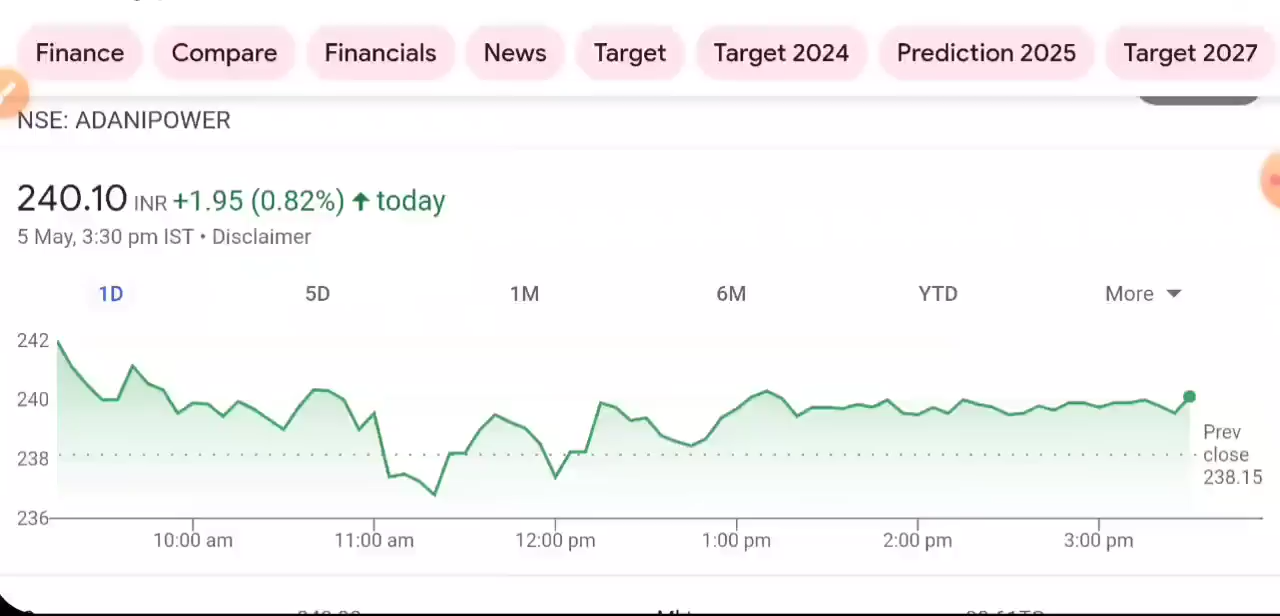 Finance Compare Financials News Target Target 2024 Prediction 2025 Target 2027
NSE: ADANIPOWER
240.10 INR +1.95 (0.82%) ↑ today
5 May, 3:30 pm IST • Disclaimer
1D 5D 1M 6M YTD More
242
240
238
236
Prev
close
238.15
10:00 am 11:00 am 12:00 pm 1:00 pm 2:00 pm 3:00 pm